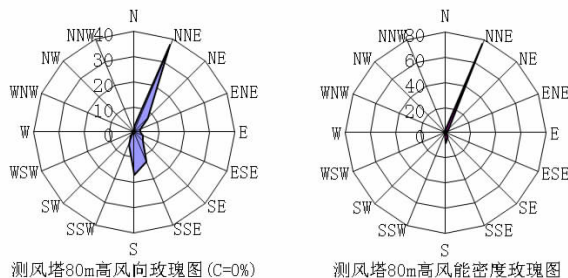 N
NNW 40 NNE
NW 30 NE
WNW 20 ENE
10
W 0 E
WSW ESE
SW SE
SSW SSE
S
测风塔80m高风向玫瑰图(C=0%)
N
NNW 80 NNE
NW 60 NE
WNW 40 ENE
20
W 0 E
WSW ESE
SW SE
SSW SSE
S
测风塔80m高风能密度玫瑰图